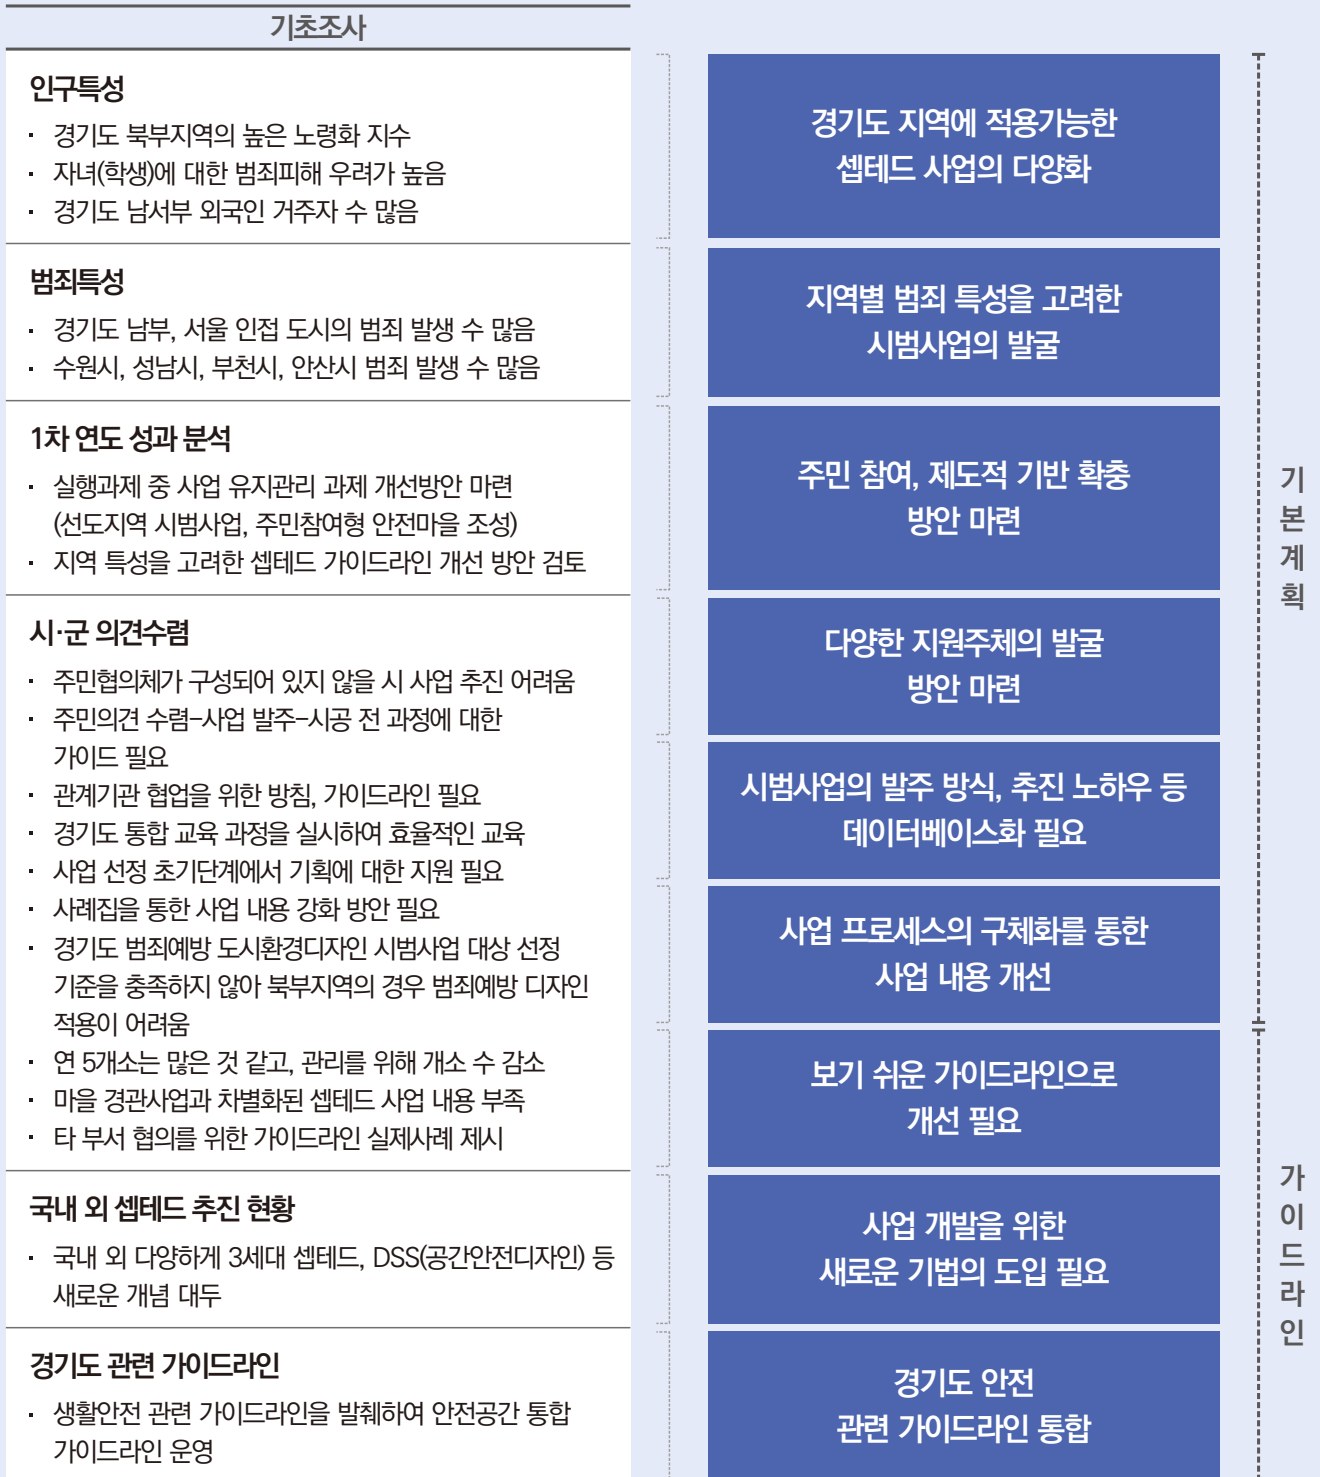 기초조사
인구특성
· 경기도 북부지역의 높은 노령화 지수
· 자녀(학생)에 대한 범죄피해 우려가 높음
· 경기도 남서부 외국인 거주자 수 많음
범죄특성
· 경기도 남부, 서울 인접 도시의 범죄 발생 수 많음
· 수원시, 성남시, 부천시, 안산시 범죄 발생 수 많음
1차 연도 성과 분석
· 실행과제 중 사업 유지관리 과제 개선방안 마련
(선도지역 시범사업, 주민참여형 안전마을 조성)
· 지역 특성을 고려한 셉테드 가이드라인 개선 방안 검토
시·군 의견수렴
· 주민협의체가 구성되어 있지 않을 시 사업 추진 어려움
· 주민의견 수렴-사업 발주-시공 전 과정에 대한
가이드 필요
· 관계기관 협업을 위한 방침, 가이드라인 필요
· 경기도 통합 교육 과정을 실시하여 효율적인 교육
· 사업 선정 초기단계에서 기획에 대한 지원 필요
· 사례집을 통한 사업 내용 강화 방안 필요
· 경기도 범죄예방 도시환경디자인 시범사업 대상 선정
기준을 충족하지 않아 북부지역의 경우 범죄예방 디자인
적용이 어려움
· 연 5개소는 많은 것 같고, 관리를 위해 개소 수 감소
· 마을 경관사업과 차별화된 셉테드 사업 내용 부족
· 타 부서 협의를 위한 가이드라인 실제사례 제시
국내 외 셉테드 추진 현황
· 국내 외 다양하게 3세대 셉테드, DSS(공간안전디자인) 등
새로운 개념 대두
경기도 관련 가이드라인
· 생활안전 관련 가이드라인을 발췌하여 안전공간 통합
가이드라인 운영
경기도 지역에 적용가능한
셉테드 사업의 다양화
지역별 범죄 특성을 고려한
시범사업의 발굴
주민 참여, 제도적 기반 확충
방안 마련
다양한 지원주체의 발굴
방안 마련
시범사업의 발주 방식, 추진 노하우 등
데이터베이스화 필요
사업 프로세스의 구체화를 통한
사업 내용 개선
보기 쉬운 가이드라인으로
개선 필요
사업 개발을 위한
새로운 기법의 도입 필요
경기도 안전
관련 가이드라인 통합
기본계획
가이드라인